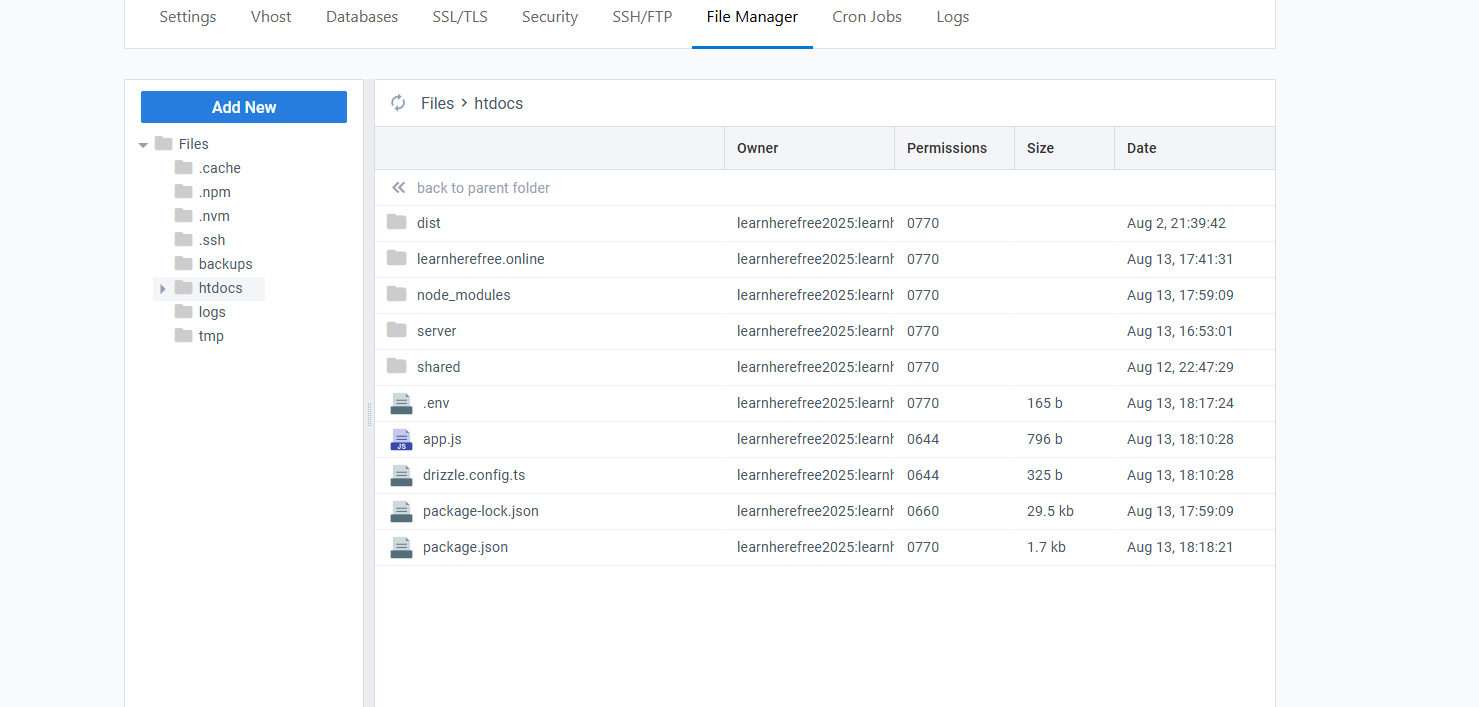 Settings Vhost Databases SSL/TLS Security SSH/FTP File Manager Cron Jobs Logs
Add New
Files
.cache
.npm
.nvm
.ssh
backups
htdocs
logs
tmp
Files > htdocs
Owner Permissions Size Date
back to parent folder
dist learnherefree2025:learnh 0770 Aug 2, 21:39:42
learnherefree.online learnherefree2025:learnh 0770 Aug 13, 17:41:31
node_modules learnherefree2025:learnh 0770 Aug 13, 17:59:09
server learnherefree2025:learnh 0770 Aug 13, 16:53:01
shared learnherefree2025:learnh 0770 Aug 12, 22:47:29
.env learnherefree2025:learnh 0770 165 b Aug 13, 18:17:24
JS app.js learnherefree2025:learnh 0644 796 b Aug 13, 18:10:28
drizzle.config.ts learnherefree2025:learnh 0644 325 b Aug 13, 18:10:28
package-lock.json learnherefree2025:learnh 0660 29.5 kb Aug 13, 17:59:09
package.json learnherefree2025:learnh 0770 1.7 kb Aug 13, 18:18:21